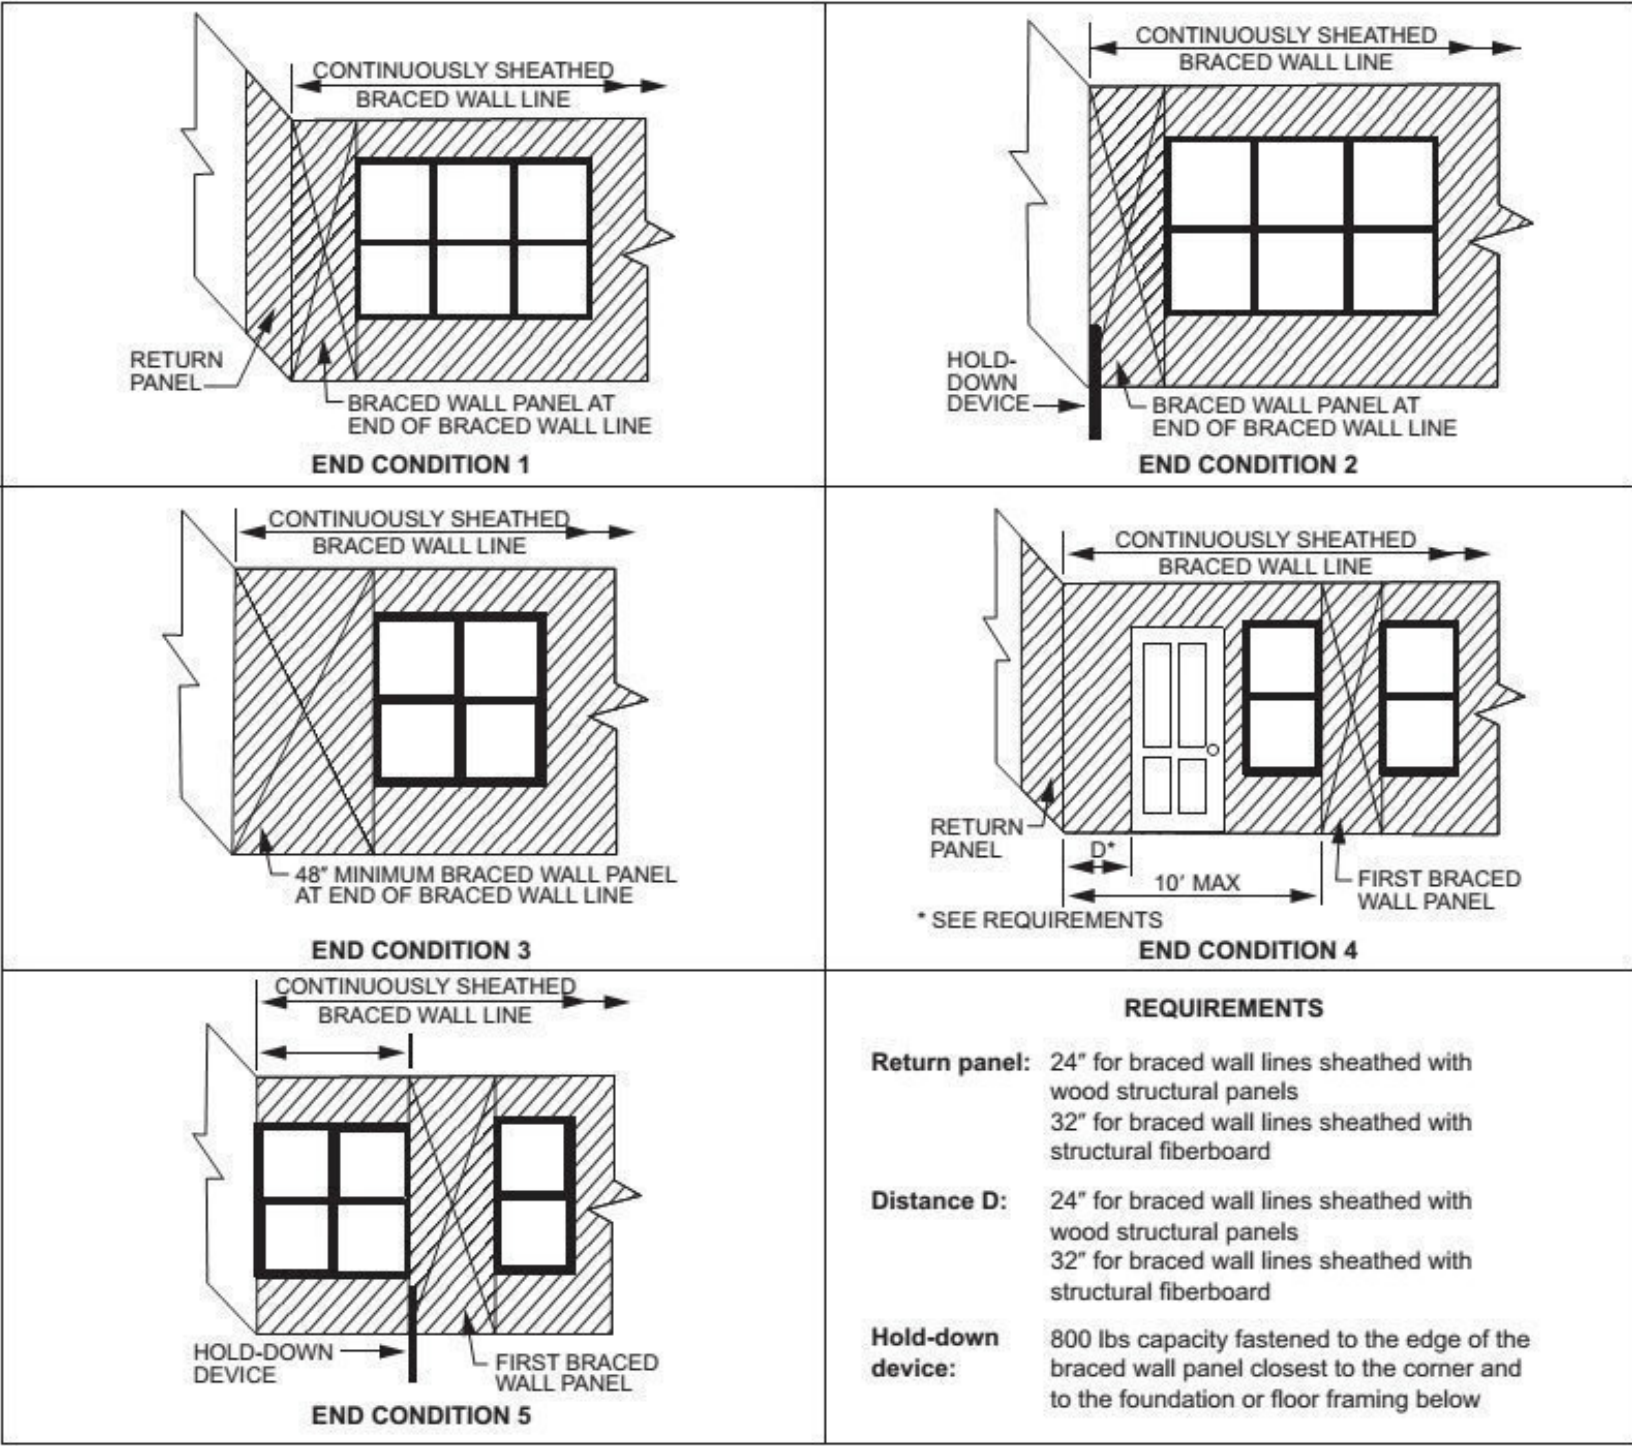 CONTINUOUSLY SHEATHED
BRACED WALL LINE
RETURN
PANEL
BRACED WALL PANEL AT
END OF BRACED WALL LINE
END CONDITION 1
CONTINUOUSLY SHEATHED
BRACED WALL LINE
HOLD-
DOWN
DEVICE
BRACED WALL PANEL AT
END OF BRACED WALL LINE
END CONDITION 2
CONTINUOUSLY SHEATHED
BRACED WALL LINE
48″ MINIMUM BRACED WALL PANEL
AT END OF BRACED WALL LINE
END CONDITION 3
CONTINUOUSLY SHEATHED
BRACED WALL LINE
RETURN
PANEL
D*
10′ MAX
FIRST BRACED
WALL PANEL
* SEE REQUIREMENTS
END CONDITION 4
CONTINUOUSLY SHEATHED
BRACED WALL LINE
HOLD-DOWN
DEVICE
FIRST BRACED
WALL PANEL
END CONDITION 5
REQUIREMENTS
Return panel: 24″ for braced wall lines sheathed with
wood structural panels
32″ for braced wall lines sheathed with
structural fiberboard
Distance D: 24″ for braced wall lines sheathed with
wood structural panels
32″ for braced wall lines sheathed with
structural fiberboard
Hold-down 800 lbs capacity fastened to the edge of the
device: braced wall panel closest to the corner and
to the foundation or floor framing below